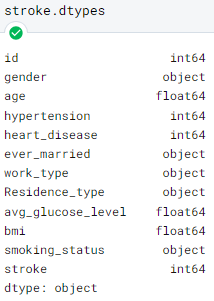 stroke.dtypes
id int64
gender object
age float64
hypertension int64
heart_disease int64
ever_married object
work_type object
Residence_type object
avg_glucose_level float64
bmi float64
smoking_status object
stroke int64
dtype: object